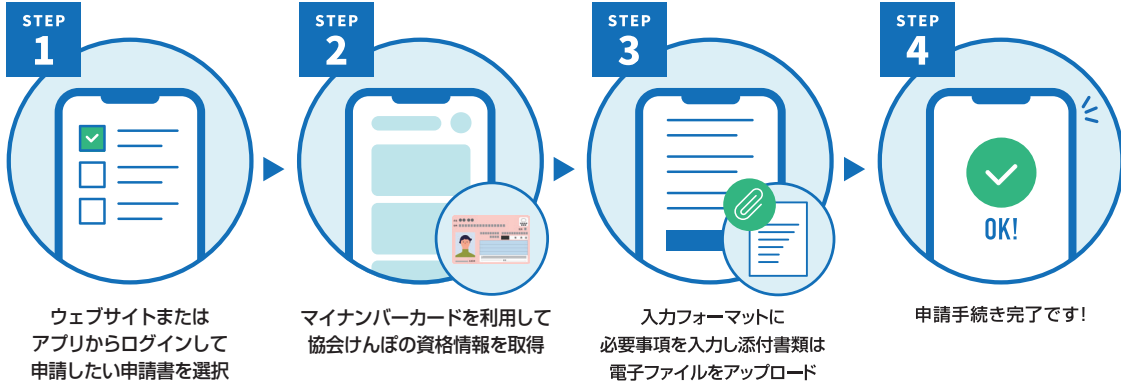 STEP
1
ウェブサイトまたは
アプリからログインして
申請したい申請書を選択
STEP
2
マイナンバーカードを利用して
協会けんぽの資格情報を取得
STEP
3
入力フォーマットに
必要事項を入力し添付書類は
電子ファイルをアップロード
STEP
4
OK!
申請手続き完了です!